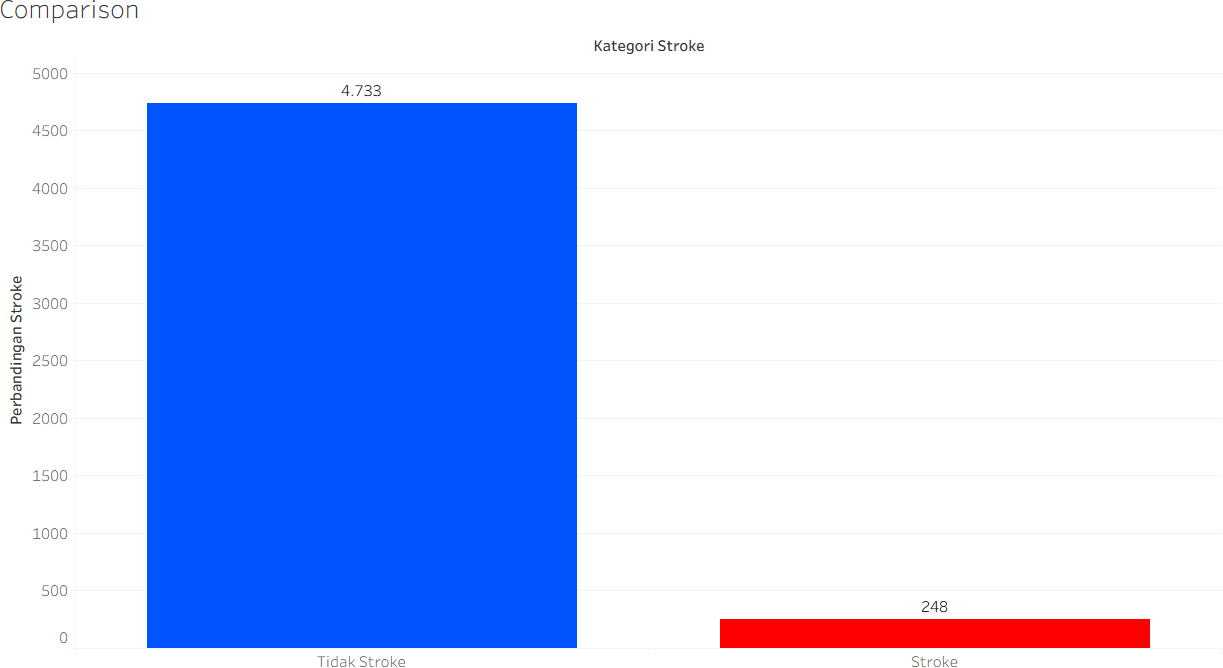 Comparison
Kategori Stroke
Perbandingan Stroke
5000
4500
4000
3500
3000
2500
2000
1500
1000
500
0
4.733
248
Tidak Stroke
Stroke